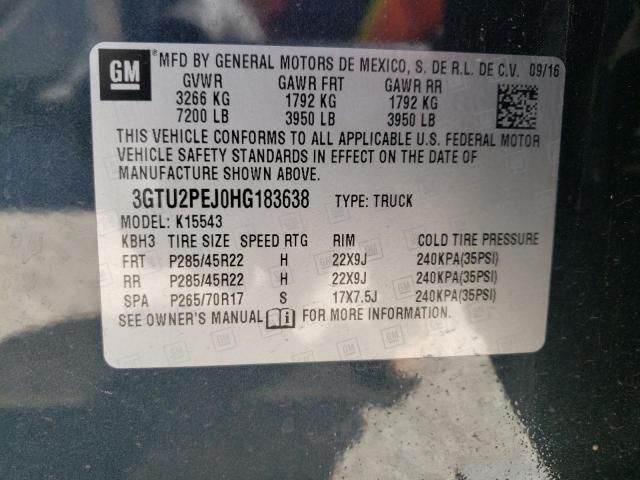 GM MFD BY GENERAL MOTORS DE MEXICO, S. DE R.L. DE C.V. 09/16
GVWR GAWR FRT GAWR RR
3266 KG 1792 KG 1792 KG
7200 LB 3950 LB 3950 LB
THIS VEHICLE CONFORMS TO ALL APPLICABLE U.S. FEDERAL MOTOR
VEHICLE SAFETY STANDARDS IN EFFECT ON THE DATE OF
MANUFACTURE SHOWN ABOVE.
3GTU2PEJ0HG183638 TYPE: TRUCK
MODEL: K15543
KBH3 TIRE SIZE SPEED RTG RIM COLD TIRE PRESSURE
FRT P285/45R22 H 22X9J 240KPA(35PSI)
RR P285/45R22 H 22X9J 240KPA(35PSI)
SPA P265/70R17 S 17X7.5J 240KPA(35PSI)
SEE OWNER'S MANUAL i FOR MORE INFORMATION.